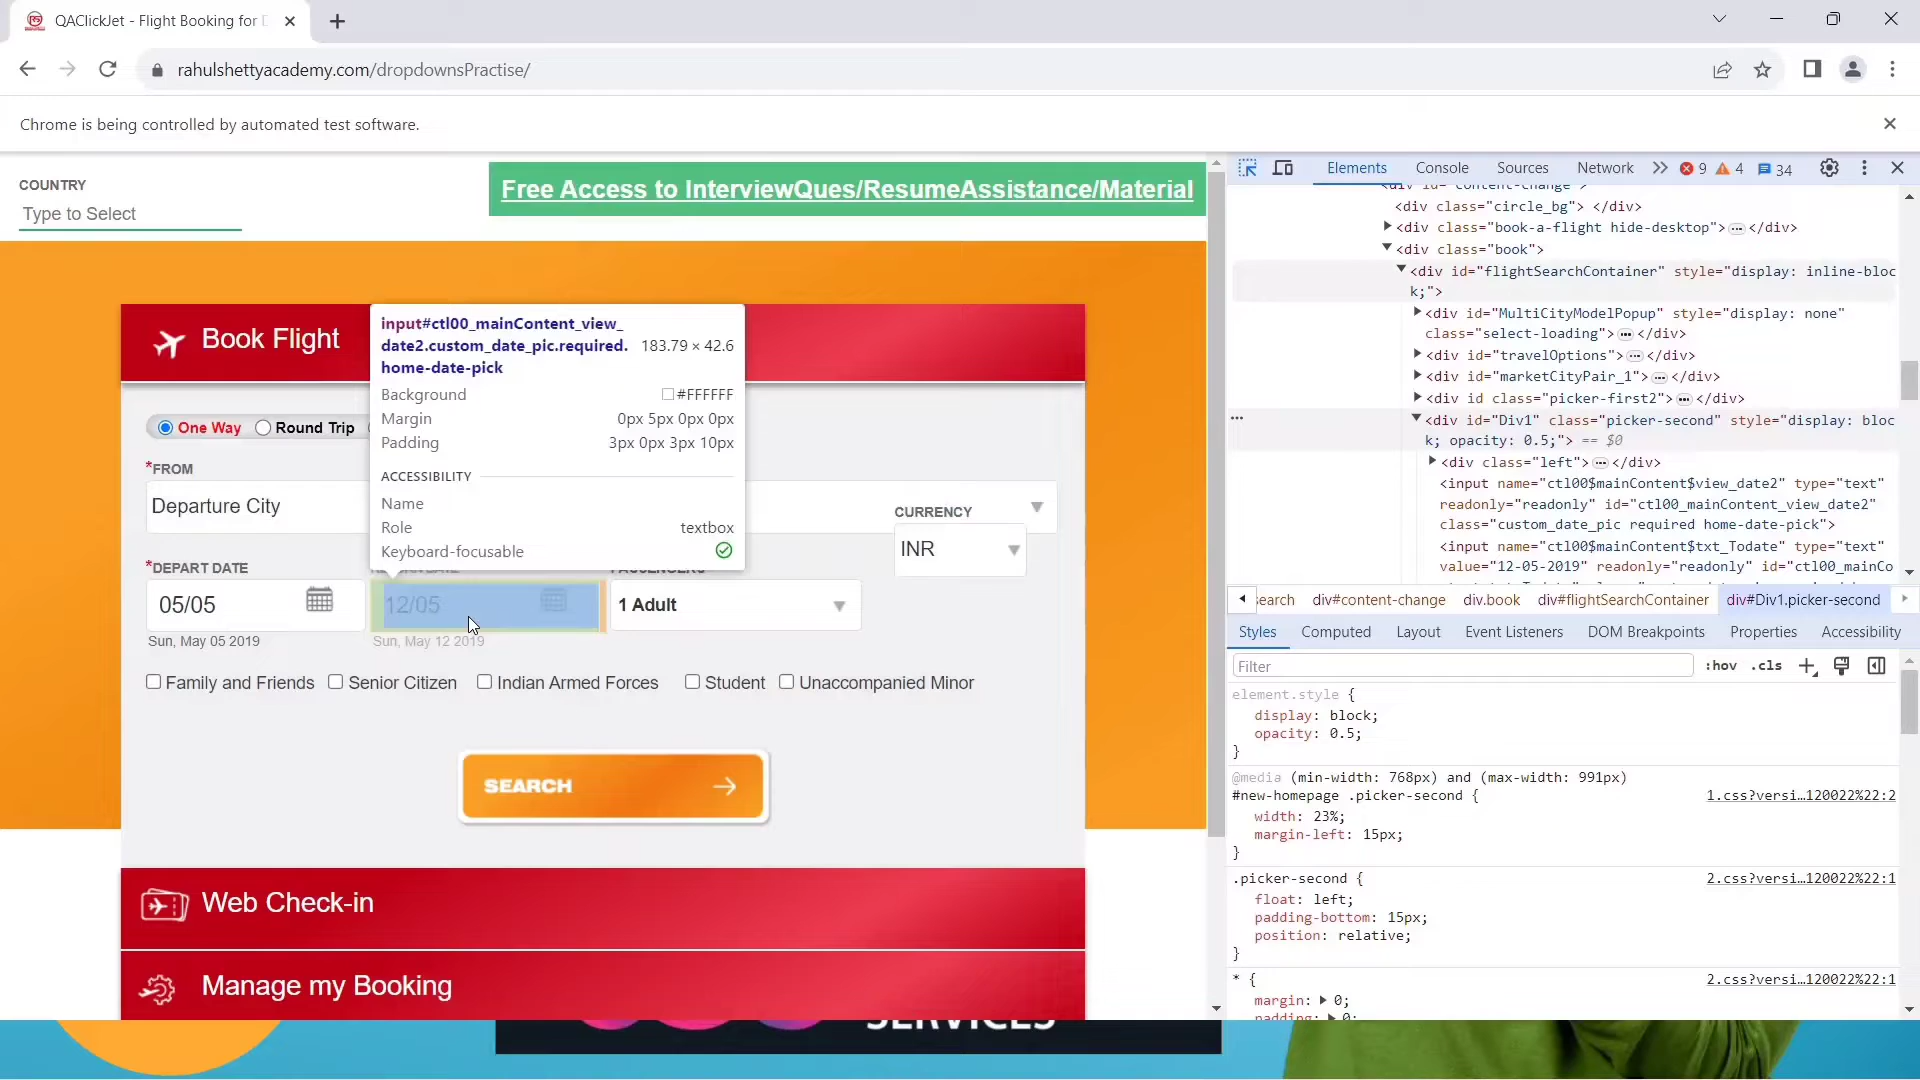 QAClickJet - Flight Booking for D
rahulshettyacademy.com/dropdownsPractise/
Chrome is being controlled by automated test software.
COUNTRY
Type to Select
Free Access to InterviewQues/ResumeAssistance/Material
Book Flight
One Way
Round Trip
*FROM
Departure City
CURRENCY
INR
*DEPART DATE
05/05
12/05
1 Adult
Sun, May 05 2019
Sun, May 12 2019
Family and Friends
Senior Citizen
Indian Armed Forces
Student
Unaccompanied Minor
SEARCH
Web Check-in
Manage my Booking
SERVICES
input#ctl00_mainContent_view_
date2.custom_date_pic.required.
home-date-pick
183.79 × 42.6
Background
#FFFFFF
Margin
0px 5px 0px 0px
Padding
3px 0px 3px 10px
ACCESSIBILITY
Name
Role
textbox
Keyboard-focusable
Elements
Console
Sources
Network
9
4
34
<div class="circle_bg"> </div>
<div class="book-a-flight hide-desktop">…</div>
<div class="book">
<div id="flightSearchContainer" style="display: inline-bloc
k;">
<div id="MultiCityModelPopup" style="display: none"
class="select-loading">…</div>
<div id="travelOptions">…</div>
<div id="marketCityPair_1">…</div>
<div id class="picker-first2">…</div>
<div id="Div1" class="picker-second" style="display: bloc
k; opacity: 0.5;"> == $0
<div class="left">…</div>
<input name="ctl00$mainContent$view_date2" type="text"
readonly="readonly" id="ctl00_mainContent_view_date2"
class="custom_date_pic required home-date-pick">
<input name="ctl00$mainContent$txt_Todate" type="text"
value="12-05-2019" readonly="readonly" id="ctl00_mainCo
earch
div#content-change
div.book
div#flightSearchContainer
div#Div1.picker-second
Styles
Computed
Layout
Event Listeners
DOM Breakpoints
Properties
Accessibility
Filter
:hov
.cls
element.style {
display: block;
opacity: 0.5;
}
@media (min-width: 768px) and (max-width: 991px)
#new-homepage .picker-second {
1.css?versi…120022%22:2
width: 23%;
margin-left: 15px;
}
.picker-second {
2.css?versi…120022%22:1
float: left;
padding-bottom: 15px;
position: relative;
}
* {
2.css?versi…120022%22:1
margin: 0;
padding: 0;